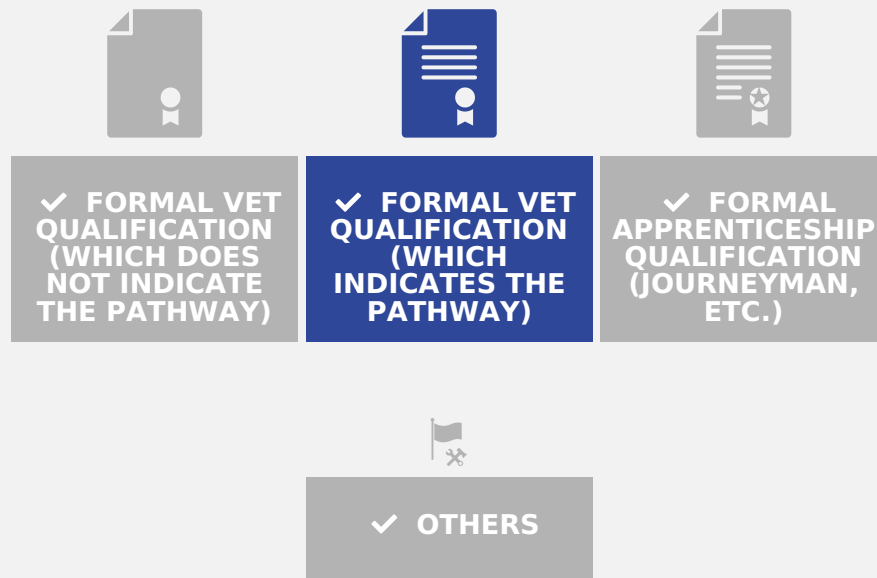 ✓ FORMAL VET
QUALIFICATION
(WHICH DOES
NOT INDICATE
THE PATHWAY)
✓ FORMAL VET
QUALIFICATION
(WHICH
INDICATES THE
PATHWAY)
✓ FORMAL
APPRENTICESHIP
QUALIFICATION
(JOURNEYMAN,
ETC.)
✓ OTHERS